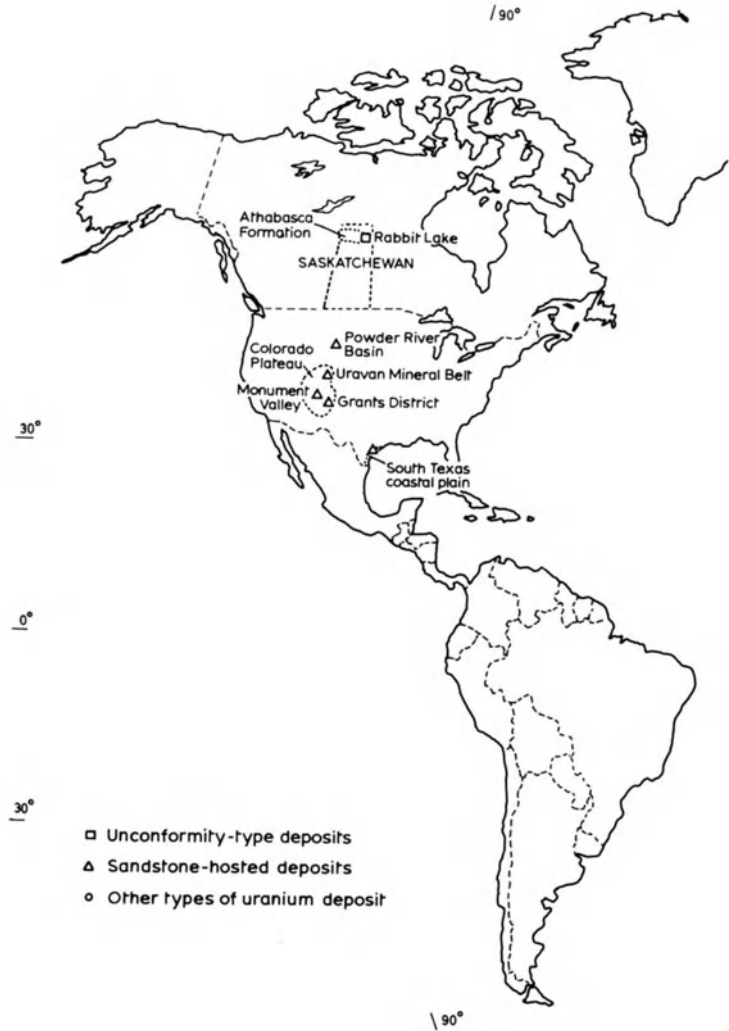 90°
Athabasca
Formation
Rabbit Lake
SASKATCHEWAN
Powder River
Basin
Colorado
Plateau
Uravan Mineral Belt
Monument
Valley
Grants District
30°
South Texas
coastal plain
0°
30°
Unconformity-type deposits
Sandstone-hosted deposits
Other types of uranium deposit
90°